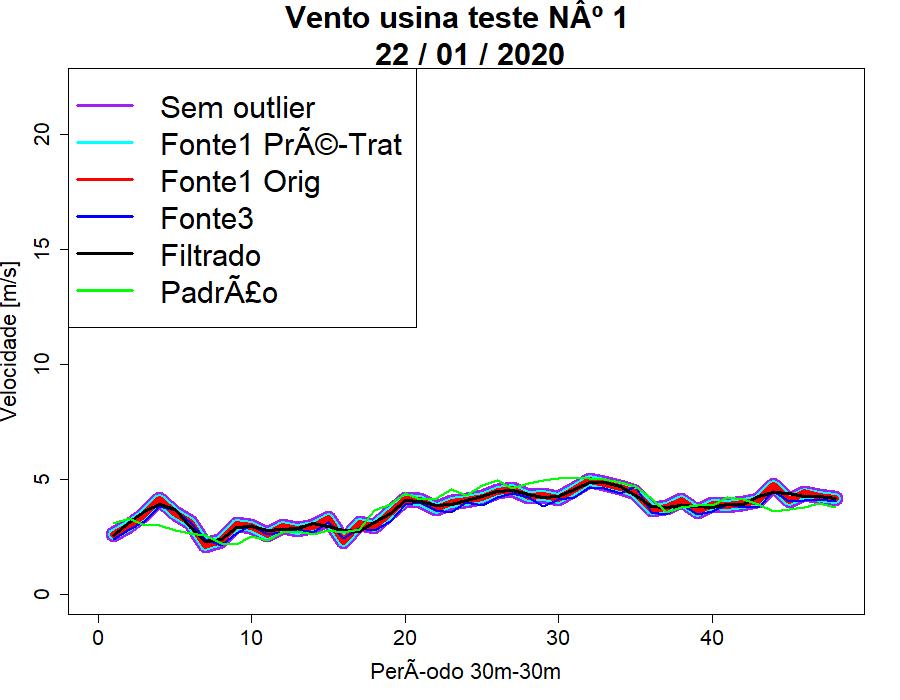 Vento usina teste NÂº 1
22 / 01 / 2020
Sem outlier
Fonte1 PrÃ©-Trat
Fonte1 Orig
Fonte3
Filtrado
PadrÃ£o
Velocidade [m/s]
20
15
10
5
0
0 10 20 30 40
PerÃ-odo 30m-30m